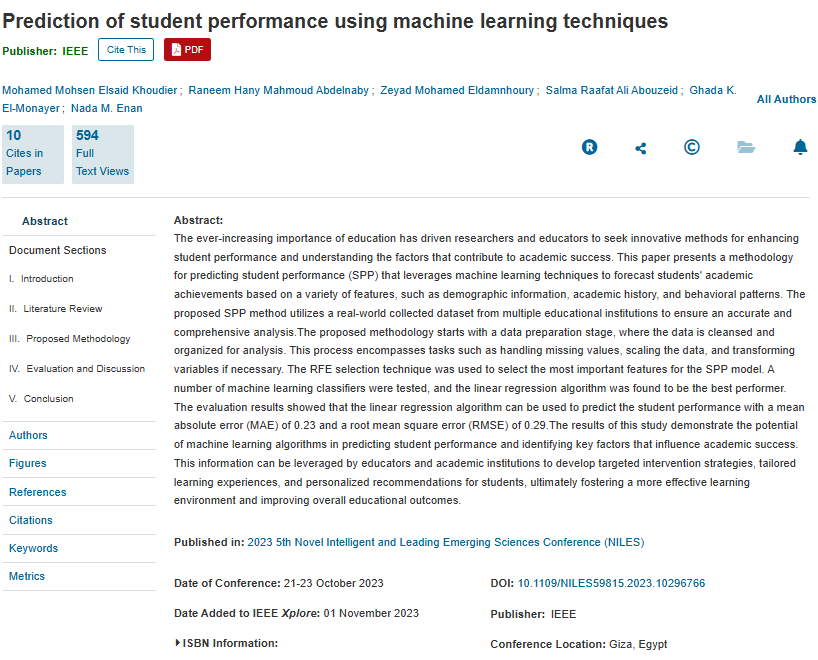 Prediction of student performance using machine learning techniques
Publisher: IEEE Cite This PDF
Mohamed Mohsen Elsaid Khoudier ; Raneem Hany Mahmoud Abdelnaby ; Zeyad Mohamed Eldamnhoury ; Salma Raafat Ali Abouzeid ; Ghada K.
El-Monayer ; Nada M. Enan
All Authors
10
Cites in
Papers
594
Full
Text Views
R
©
Abstract
Document Sections
I. Introduction
II. Literature Review
III. Proposed Methodology
IV. Evaluation and Discussion
V. Conclusion
Authors
Figures
References
Citations
Keywords
Metrics
Abstract:
The ever-increasing importance of education has driven researchers and educators to seek innovative methods for enhancing
student performance and understanding the factors that contribute to academic success. This paper presents a methodology
for predicting student performance (SPP) that leverages machine learning techniques to forecast students' academic
achievements based on a variety of features, such as demographic information, academic history, and behavioral patterns. The
proposed SPP method utilizes a real-world collected dataset from multiple educational institutions to ensure an accurate and
comprehensive analysis.The proposed methodology starts with a data preparation stage, where the data is cleansed and
organized for analysis. This process encompasses tasks such as handling missing values, scaling the data, and transforming
variables if necessary. The RFE selection technique was used to select the most important features for the SPP model. A
number of machine learning classifiers were tested, and the linear regression algorithm was found to be the best performer.
The evaluation results showed that the linear regression algorithm can be used to predict the student performance with a mean
absolute error (MAE) of 0.23 and a root mean square error (RMSE) of 0.29.The results of this study demonstrate the potential
of machine learning algorithms in predicting student performance and identifying key factors that influence academic success.
This information can be leveraged by educators and academic institutions to develop targeted intervention strategies, tailored
learning experiences, and personalized recommendations for students, ultimately fostering a more effective learning
environment and improving overall educational outcomes.
Published in: 2023 5th Novel Intelligent and Leading Emerging Sciences Conference (NILES)
Date of Conference: 21-23 October 2023
Date Added to IEEE Xplore: 01 November 2023
ISBN Information:
DOI: 10.1109/NILES59815.2023.10296766
Publisher: IEEE
Conference Location: Giza, Egypt